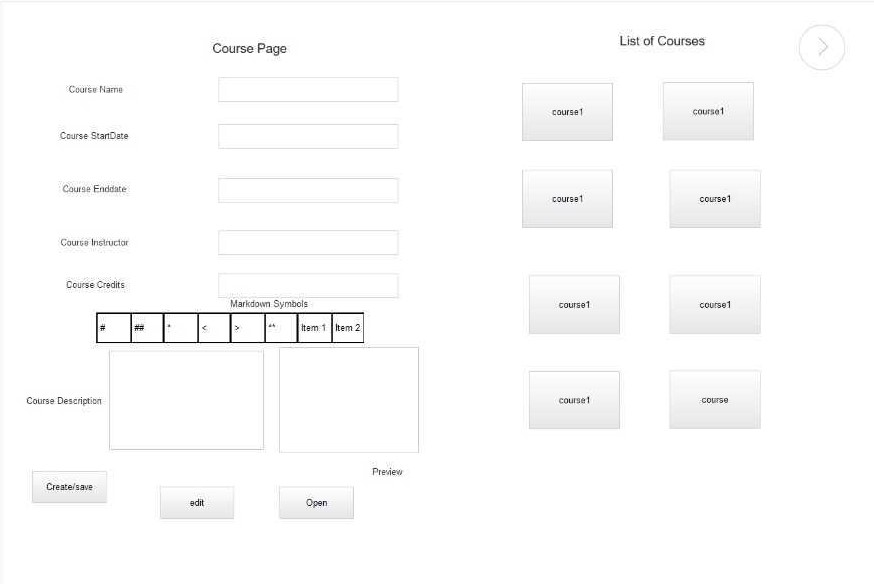 Course Page
Course Name
Course StartDate
Course Enddate
Course Instructor
Course Credits
Markdown Symbols
# ## * < > ** Item 1 Item 2
Course Description
Preview
Create/save
edit
Open
List of Courses
course1 course1
course1 course1
course1 course1
course1 course